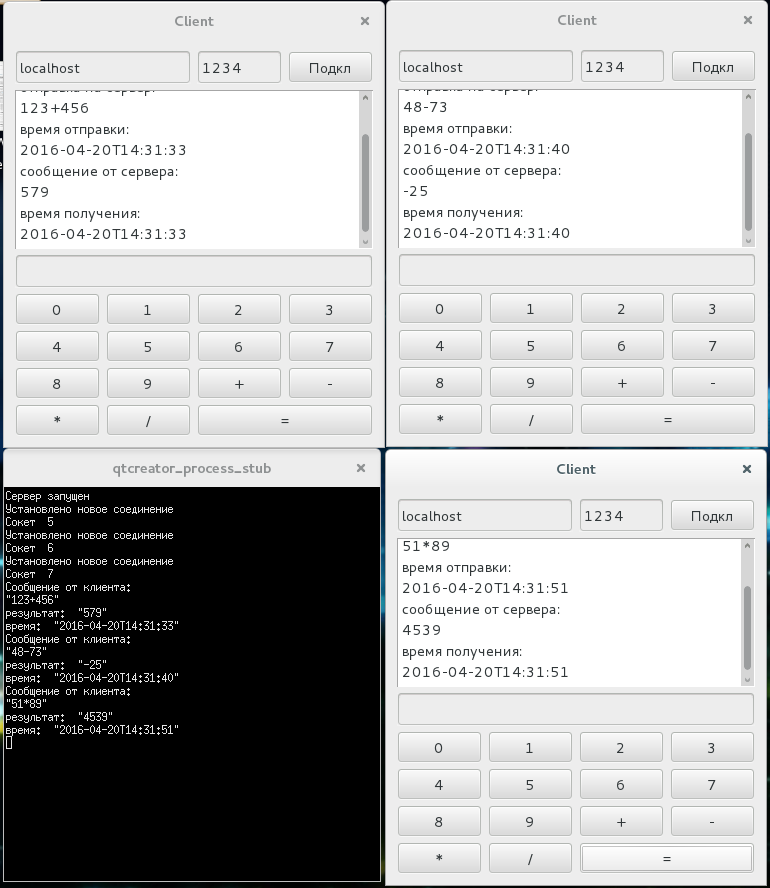 Client ×
localhost 1234 Подкл
отправка на сервер:
123+456
время отправки:
2016-04-20T14:31:33
сообщение от сервера:
579
время получения:
2016-04-20T14:31:33
0 1 2 3
4 5 6 7
8 9 + -
* / =
Client ×
localhost 1234 Подкл
отправка на сервер:
48-73
время отправки:
2016-04-20T14:31:40
сообщение от сервера:
-25
время получения:
2016-04-20T14:31:40
0 1 2 3
4 5 6 7
8 9 + -
* / =
qtcreator_process_stub ×
Сервер запущен
Установлено новое соединение
Сокет 5
Установлено новое соединение
Сокет 6
Установлено новое соединение
Сокет 7
Сообщение от клиента:
"123+456"
результат: "579"
время: "2016-04-20T14:31:33"
Сообщение от клиента:
"48-73"
результат: "-25"
время: "2016-04-20T14:31:40"
Сообщение от клиента:
"51*89"
результат: "4539"
время: "2016-04-20T14:31:51"
Client ×
localhost 1234 Подкл
51*89
время отправки:
2016-04-20T14:31:51
сообщение от сервера:
4539
время получения:
2016-04-20T14:31:51
0 1 2 3
4 5 6 7
8 9 + -
* / =